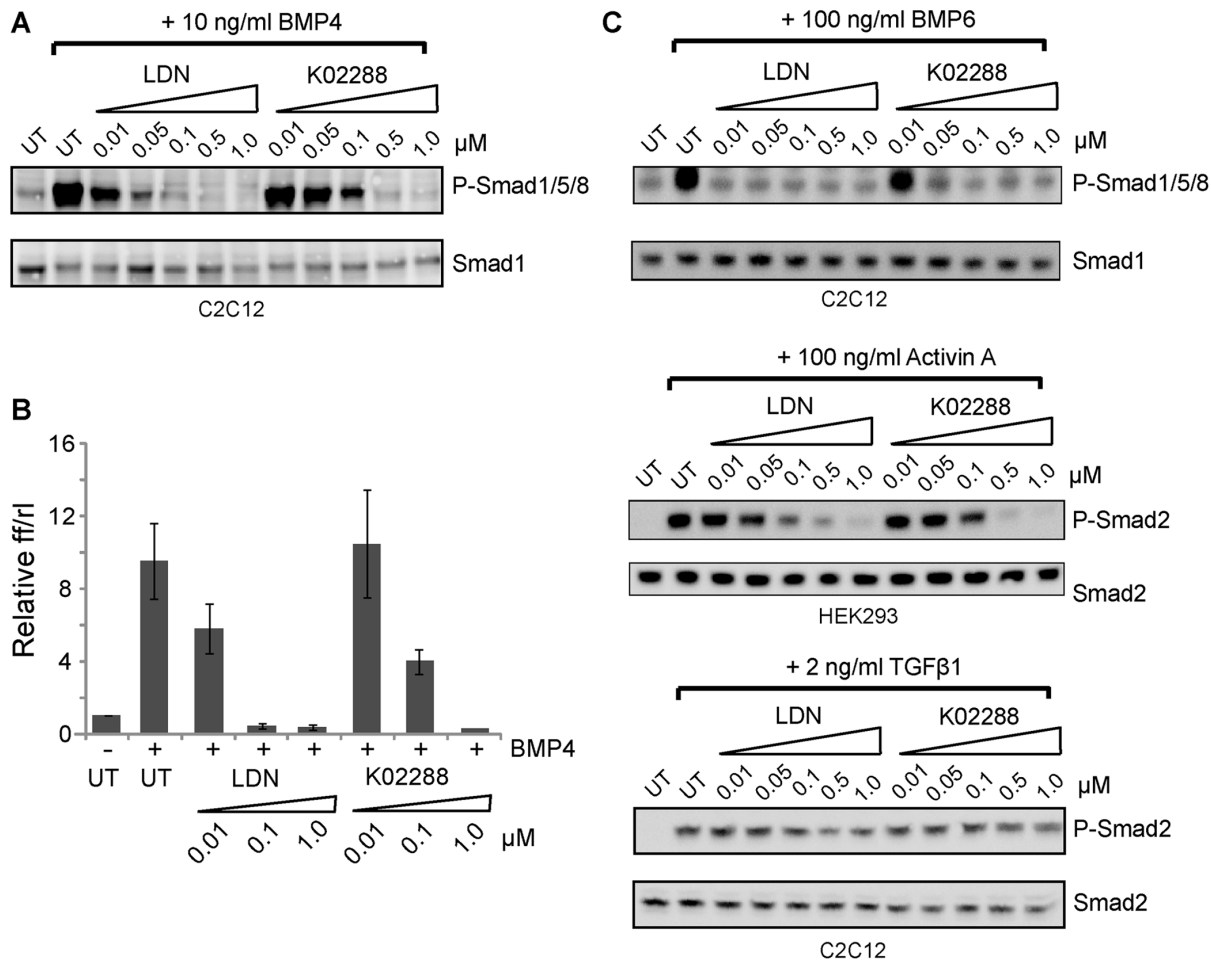 A
+ 10 ng/ml BMP4
LDN K02288
UT UT 0.01 0.05 0.1 0.5 1.0 0.01 0.05 0.1 0.5 1.0 µM
P-Smad1/5/8
Smad1
C2C12
B
Relative ff/rl
16
12
8
4
0
- + + + + + + + BMP4
UT UT LDN K02288
0.01 0.1 1.0 0.01 0.1 1.0 µM
C
+ 100 ng/ml BMP6
LDN K02288
UT UT 0.01 0.05 0.1 0.5 1.0 0.01 0.05 0.1 0.5 1.0 µM
P-Smad1/5/8
Smad1
C2C12
+ 100 ng/ml Activin A
LDN K02288
UT UT 0.01 0.05 0.1 0.5 1.0 0.01 0.05 0.1 0.5 1.0 µM
P-Smad2
Smad2
HEK293
+ 2 ng/ml TGFβ1
LDN K02288
UT UT 0.01 0.05 0.1 0.5 1.0 0.01 0.05 0.1 0.5 1.0 µM
P-Smad2
Smad2
C2C12